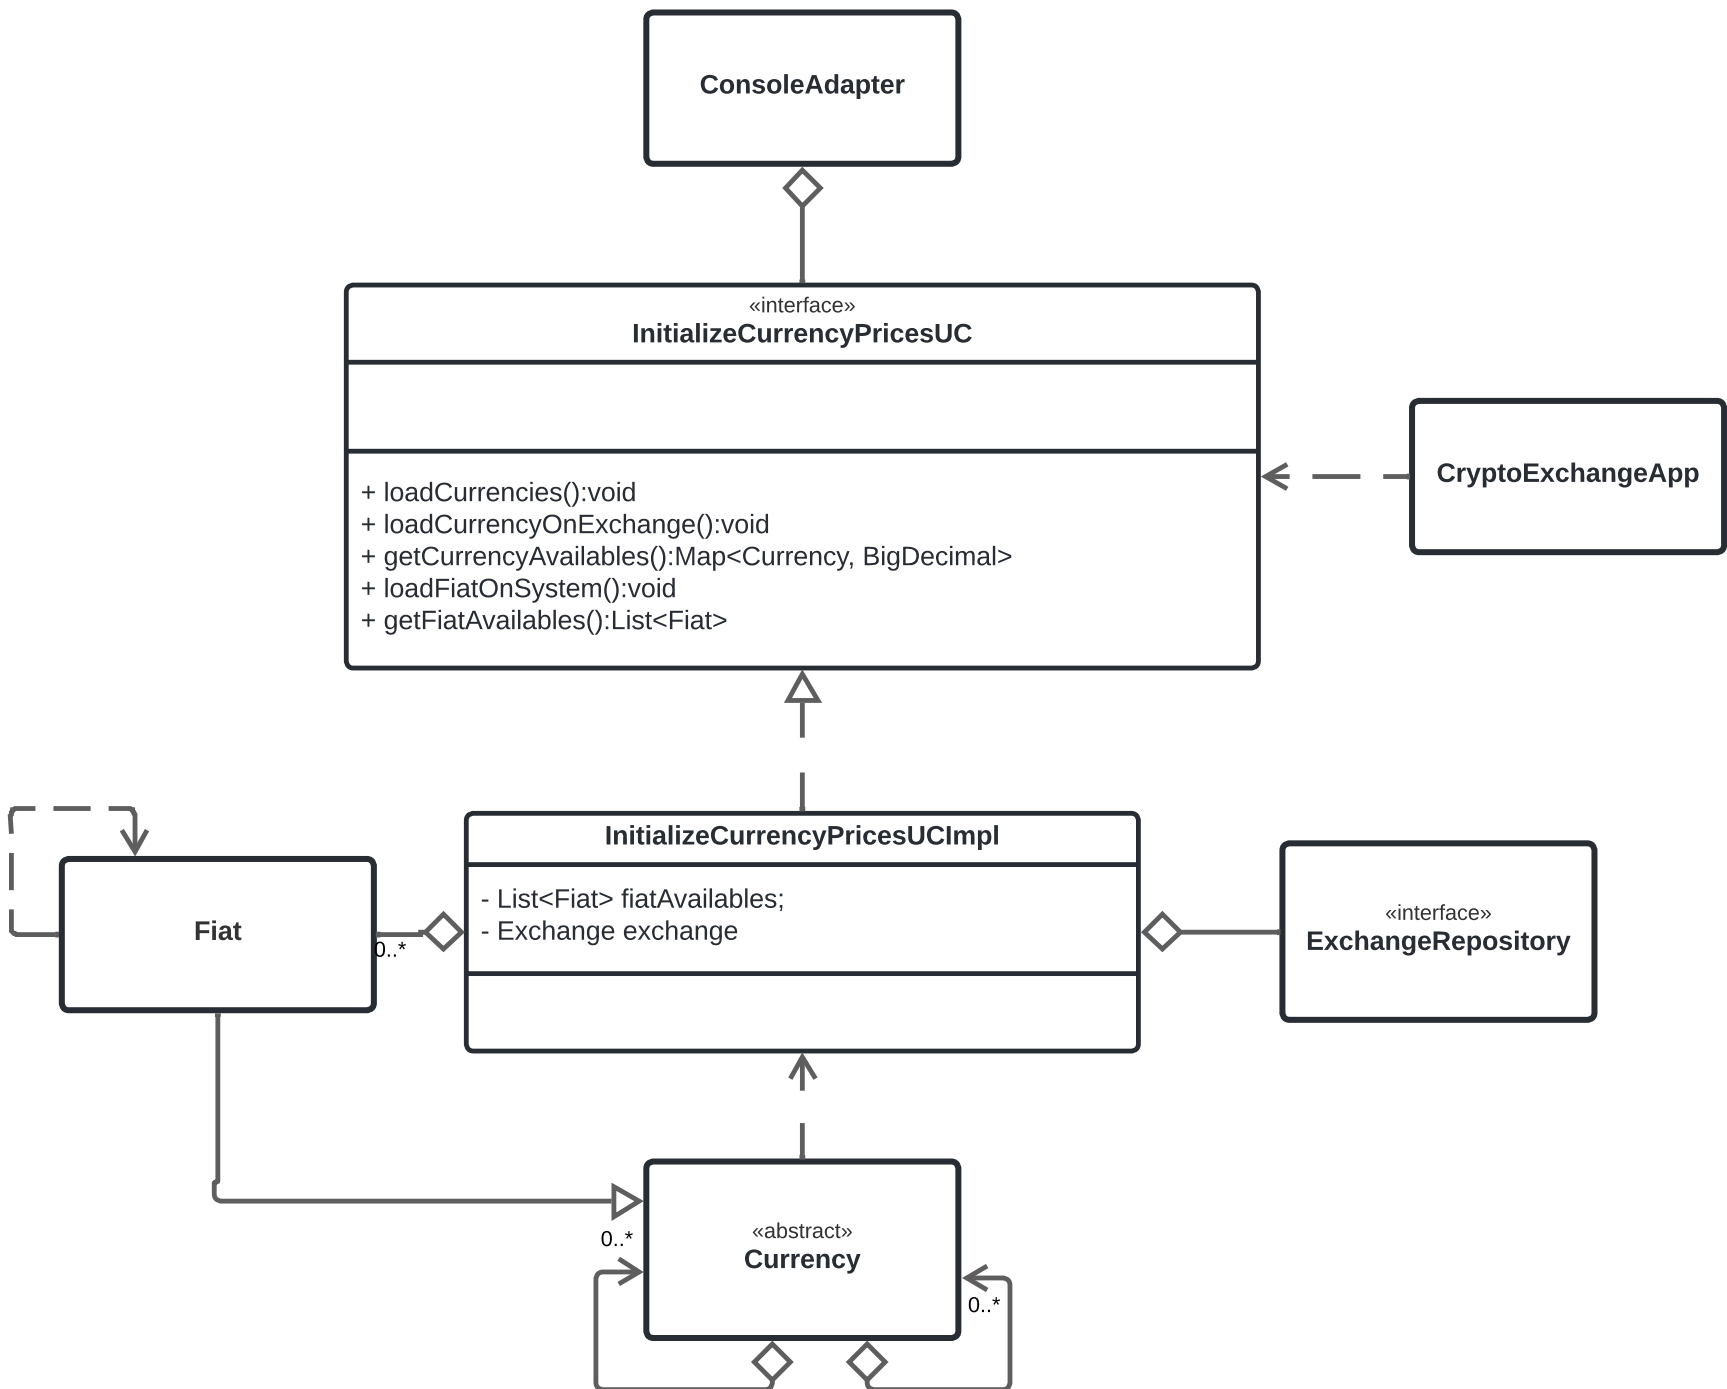 ConsoleAdapter
«interface»
InitializeCurrencyPricesUC
+ loadCurrencies():void
+ loadCurrencyOnExchange():void
+ getCurrencyAvailables():Map<Currency, BigDecimal>
+ loadFiatOnSystem():void
+ getFiatAvailables():List<Fiat>
CryptoExchangeApp
InitializeCurrencyPricesUCImpl
- List<Fiat> fiatAvailables;
- Exchange exchange
Fiat
0..*
«interface»
ExchangeRepository
0..*
«abstract»
Currency
0..*